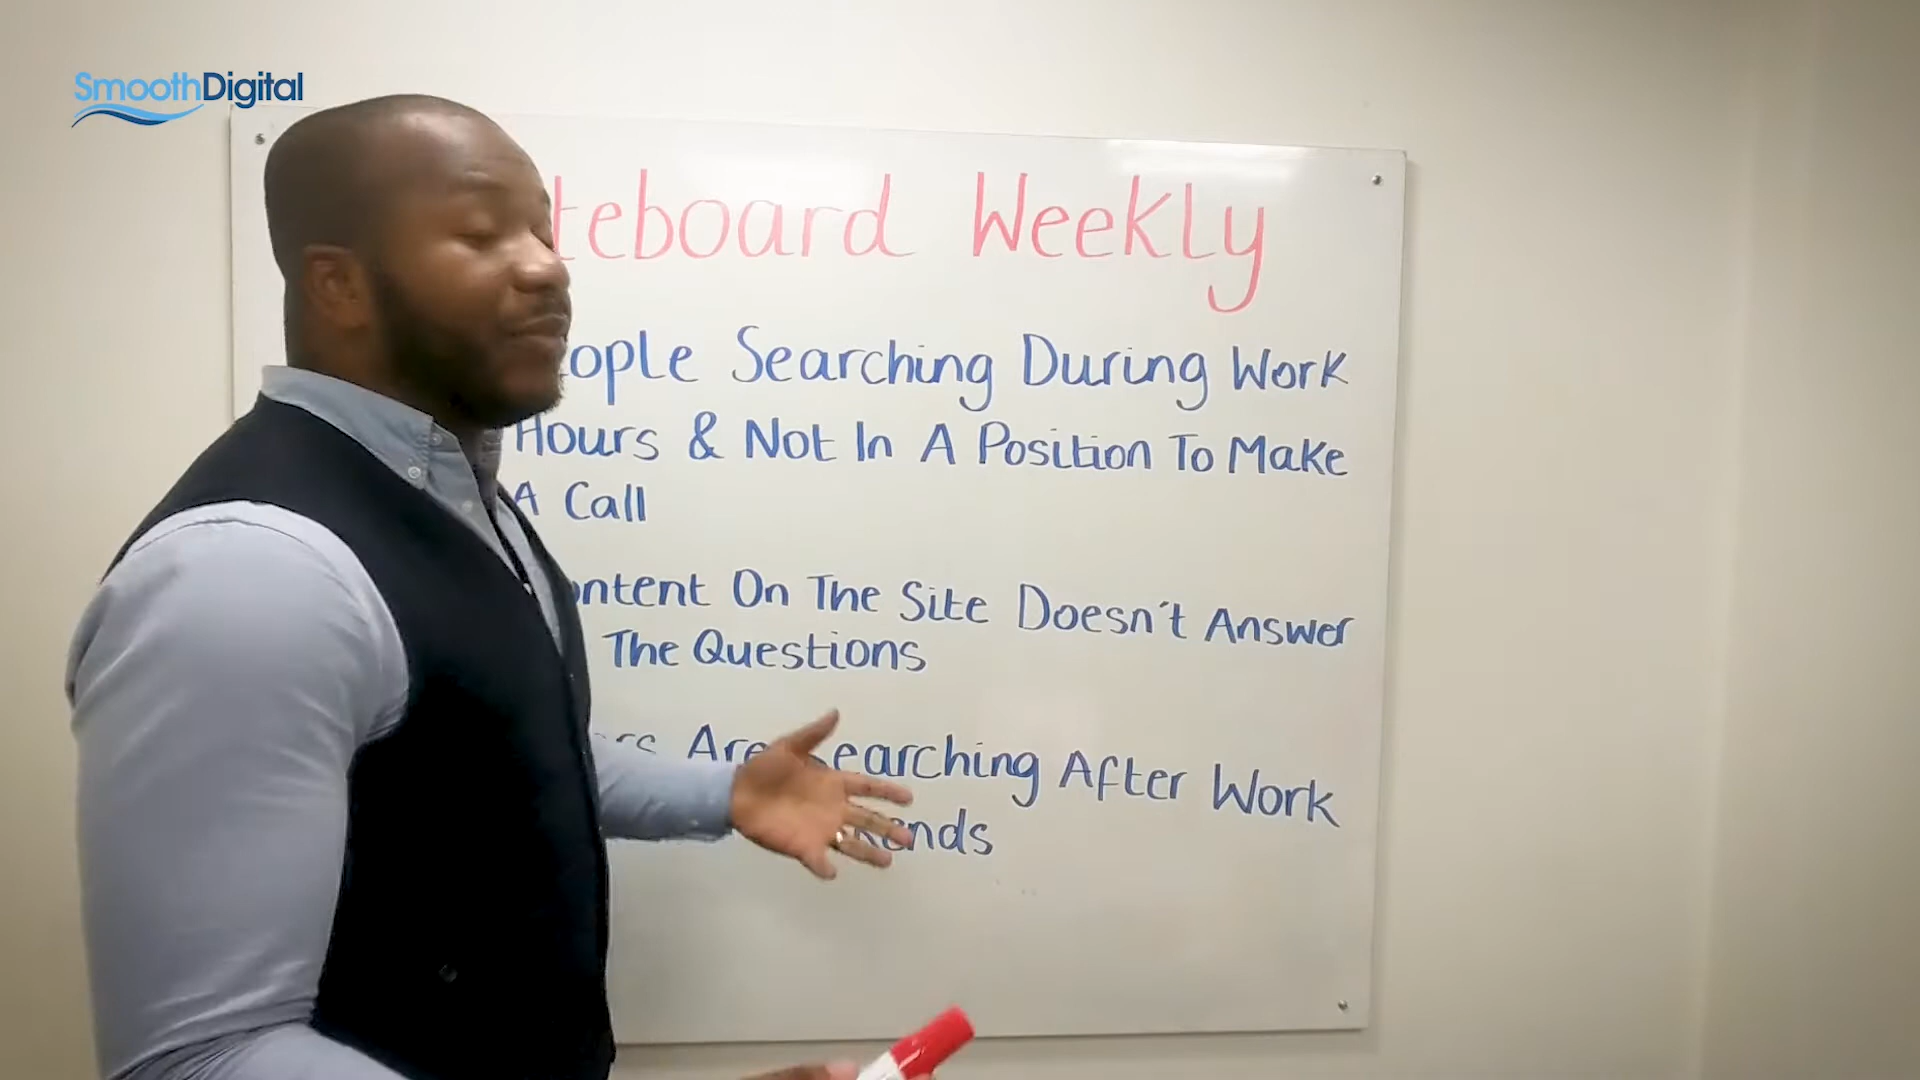 SmoothDigital
teboard Weekly
ople Searching During Work
Hours & Not In A Position To Make
A Call
ontent On The Site Doesn't Answer
The Questions
Are Searching After Work
kends